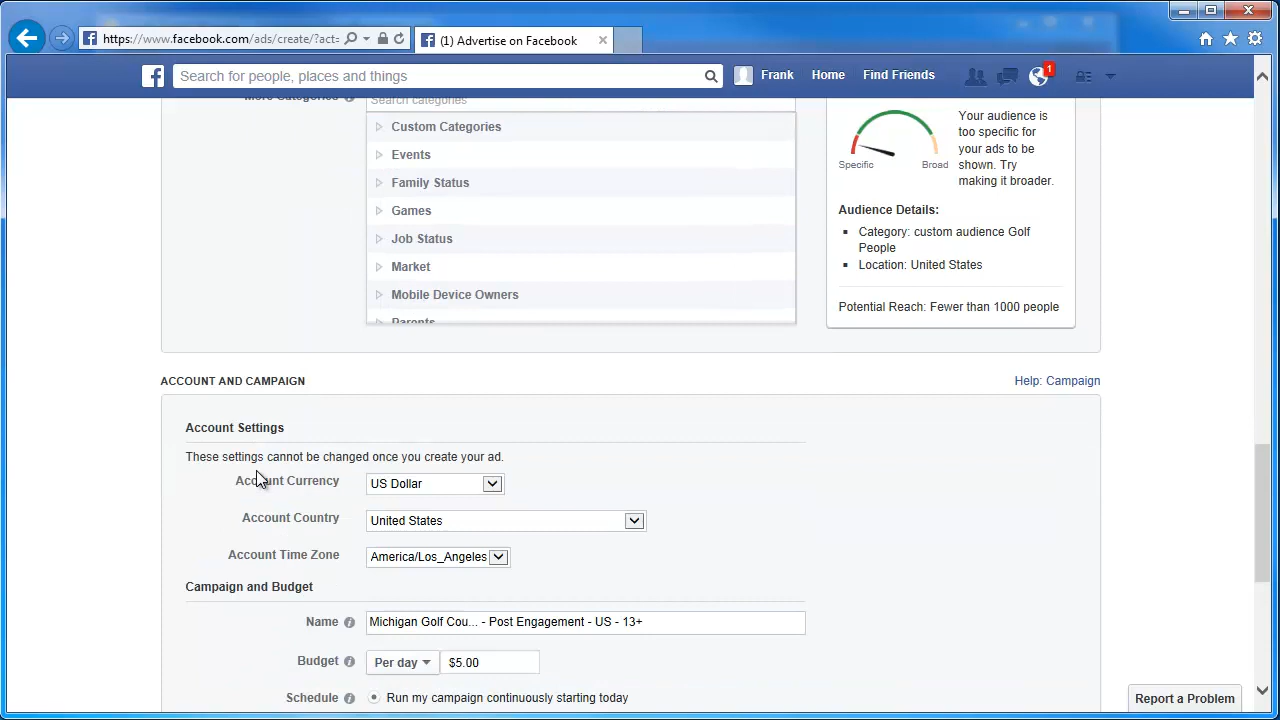 https://www.facebook.com/ads/create/?act=
(1) Advertise on Facebook
Search for people, places and things
Frank
Home
Find Friends
1
More Categories
Search categories
Custom Categories
Events
Family Status
Games
Job Status
Market
Mobile Device Owners
Parents
Specific
Broad
Your audience is
too specific for
your ads to be
shown. Try
making it broader.
Audience Details:
Category: custom audience Golf
People
Location: United States
Potential Reach: Fewer than 1000 people
ACCOUNT AND CAMPAIGN
Help: Campaign
Account Settings
These settings cannot be changed once you create your ad.
Account Currency
US Dollar
Account Country
United States
Account Time Zone
America/Los_Angeles
Campaign and Budget
Name
Michigan Golf Cou... - Post Engagement - US - 13+
Budget
Per day
$5.00
Schedule
Run my campaign continuously starting today
Report a Problem